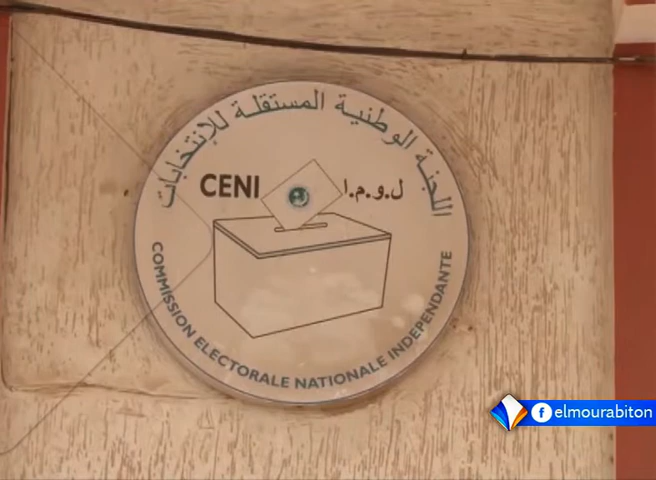 اللجنة الوطنية المستقلة للإنتخابات
CENI
ل.و.م.ا
COMMISSION ELECTORALE NATIONALE INDEPENDANTE
elmourabiton